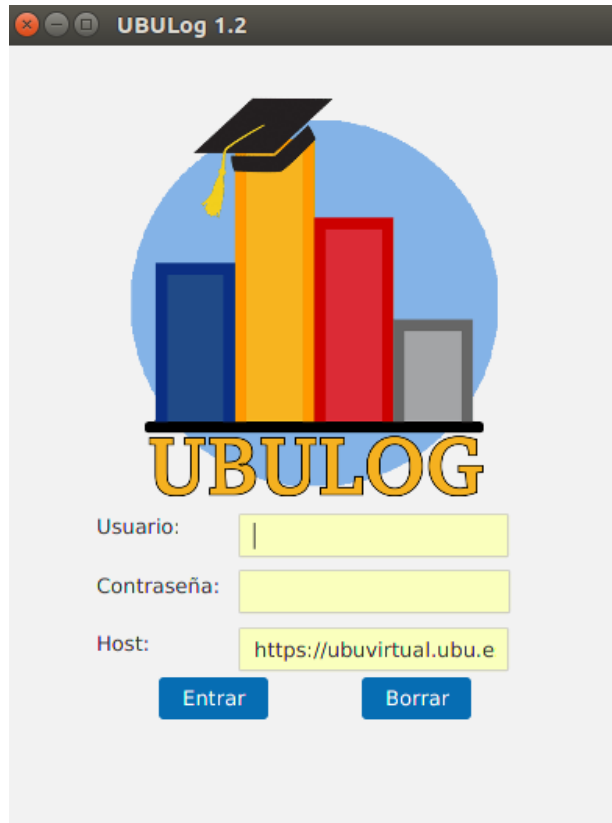 UBULog 1.2
UBULOG
Usuario:
Contraseña:
Host: https://ubuvirtual.ubu.e
Entrar Borrar